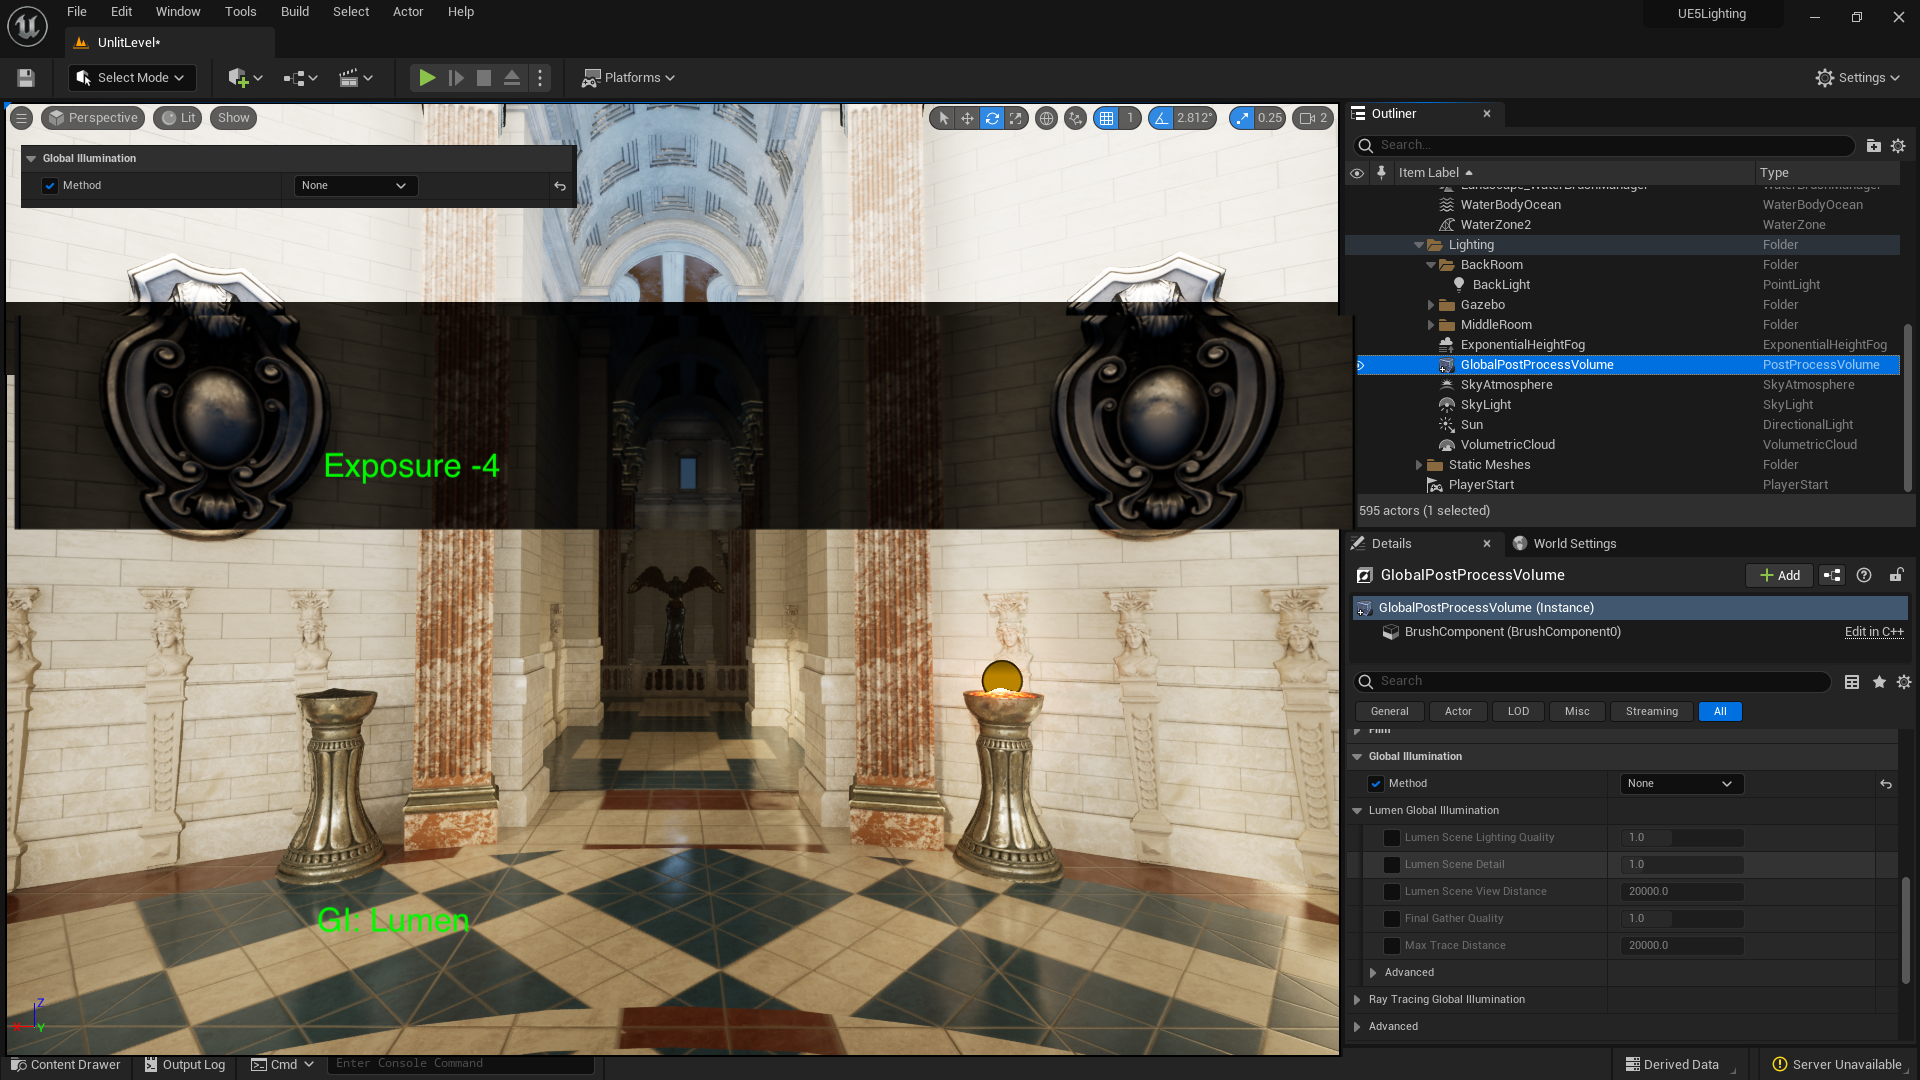 File Edit Window Tools Build Select Actor Help
UE5Lighting
UnlitLevel*
Select Mode
Platforms
Settings
Perspective Lit Show
1 2.812° 0.25 2
Global Illumination
Method None
Exposure -4
GI: Lumen
Z
Y
Outliner
Search...
Item Label Type
Landscape_WaterBrushManager WaterBrushManager
WaterBodyOcean WaterBodyOcean
WaterZone2 WaterZone
Lighting Folder
BackRoom Folder
BackLight PointLight
Gazebo Folder
MiddleRoom Folder
ExponentialHeightFog ExponentialHeightFog
GlobalPostProcessVolume PostProcessVolume
SkyAtmosphere SkyAtmosphere
SkyLight SkyLight
Sun DirectionalLight
VolumetricCloud VolumetricCloud
Static Meshes Folder
PlayerStart PlayerStart
595 actors (1 selected)
Details World Settings
GlobalPostProcessVolume
Add
GlobalPostProcessVolume (Instance)
BrushComponent (BrushComponent0) Edit in C++
Search
General Actor LOD Misc Streaming All
Film
Global Illumination
Method None
Lumen Global Illumination
Lumen Scene Lighting Quality 1.0
Lumen Scene Detail 1.0
Lumen Scene View Distance 20000.0
Final Gather Quality 1.0
Max Trace Distance 20000.0
Advanced
Ray Tracing Global Illumination
Advanced
Content Drawer Output Log Cmd Enter Console Command Derived Data Server Unavailable